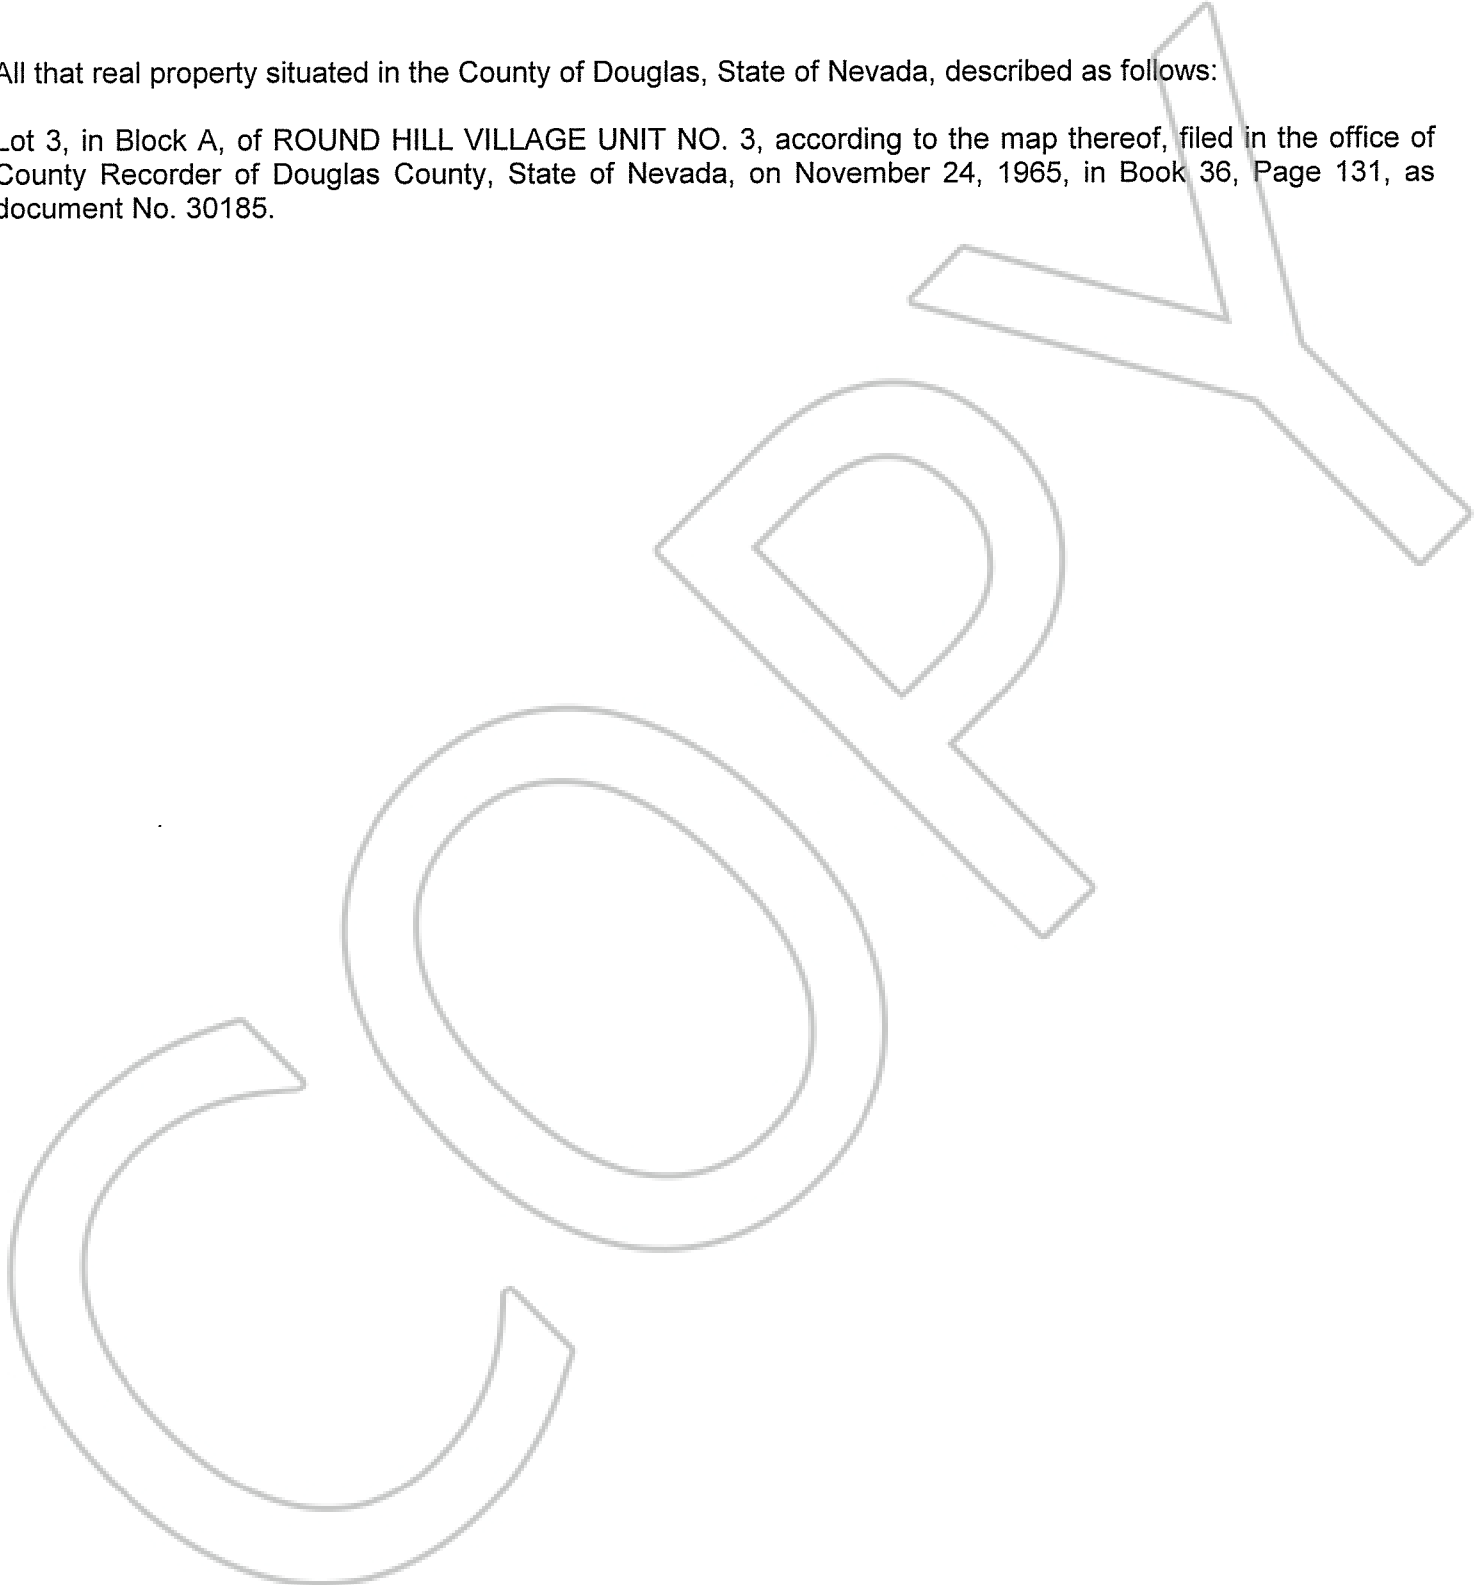 All that real property situated in the County of Douglas, State of Nevada, described as follows:
Lot 3, in Block A, of ROUND HILL VILLAGE UNIT NO. 3, according to the map thereof, filed in the office of
County Recorder of Douglas County, State of Nevada, on November 24, 1965, in Book 36, Page 131, as
document No. 30185.
COPY